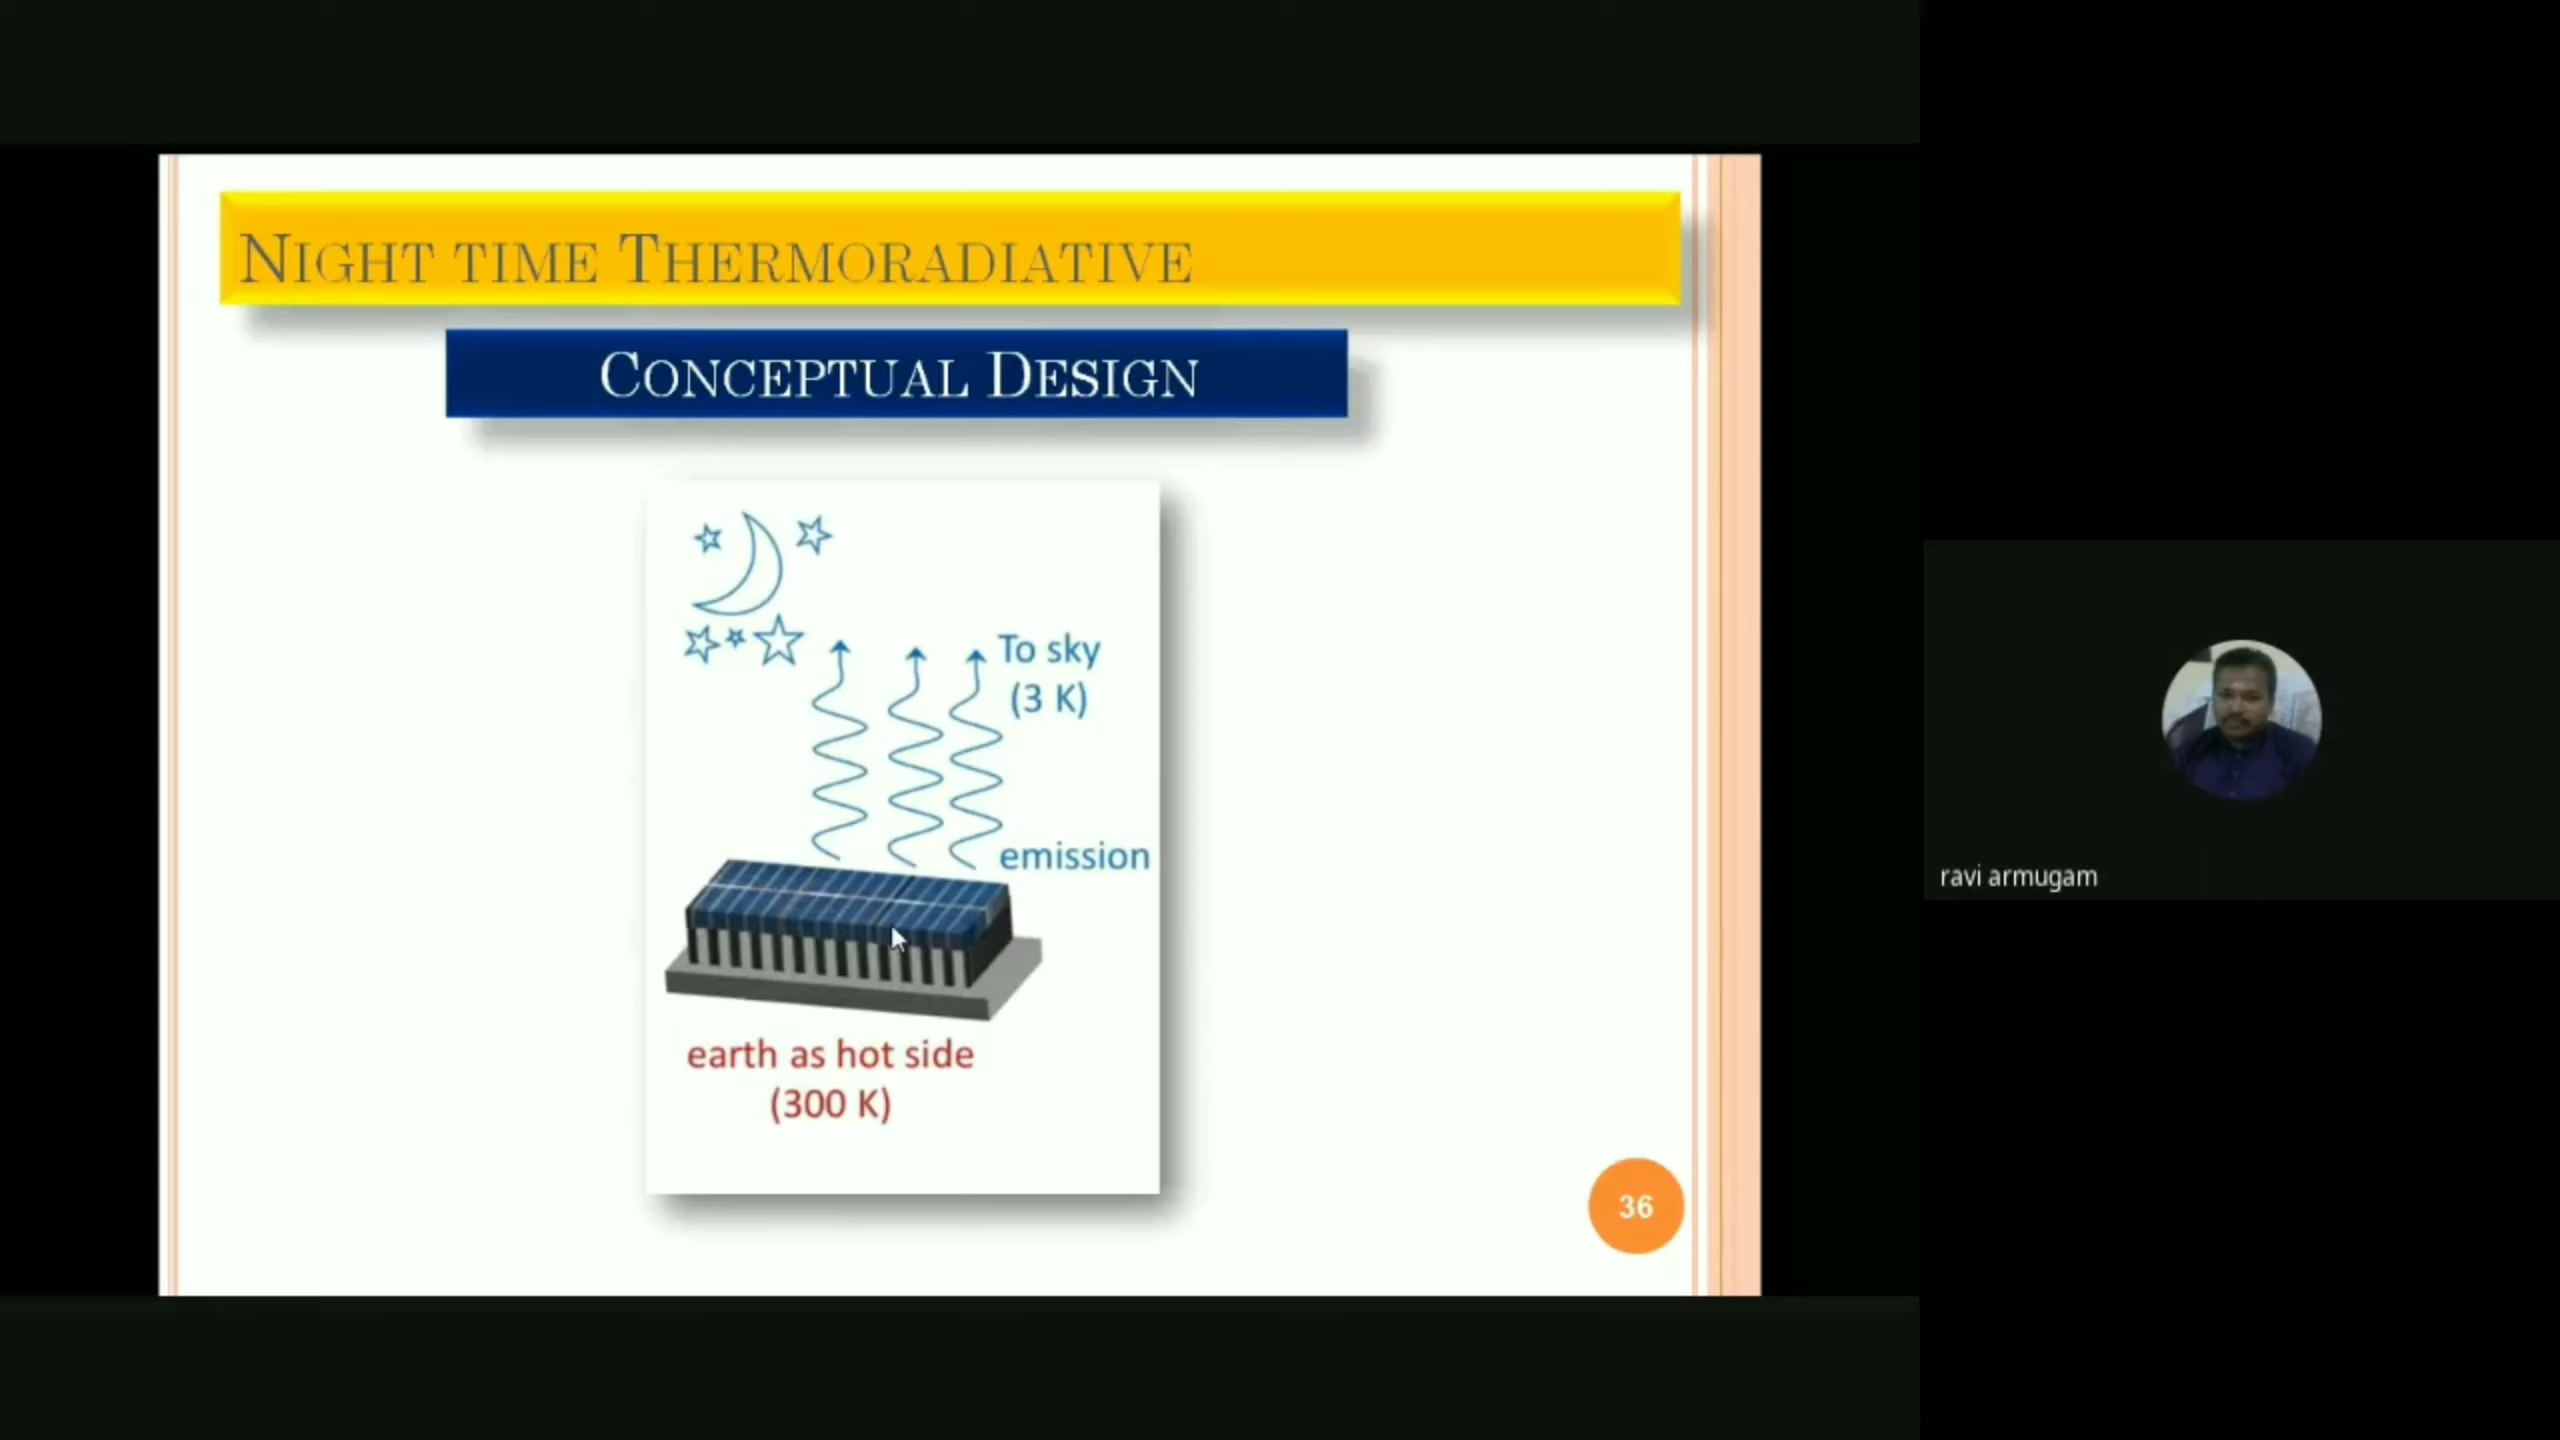 NIGHT TIME THERMORADIATIVE
CONCEPTUAL DESIGN
To sky
(3 K)
emission
earth as hot side
(300 K)
36
ravi armugam